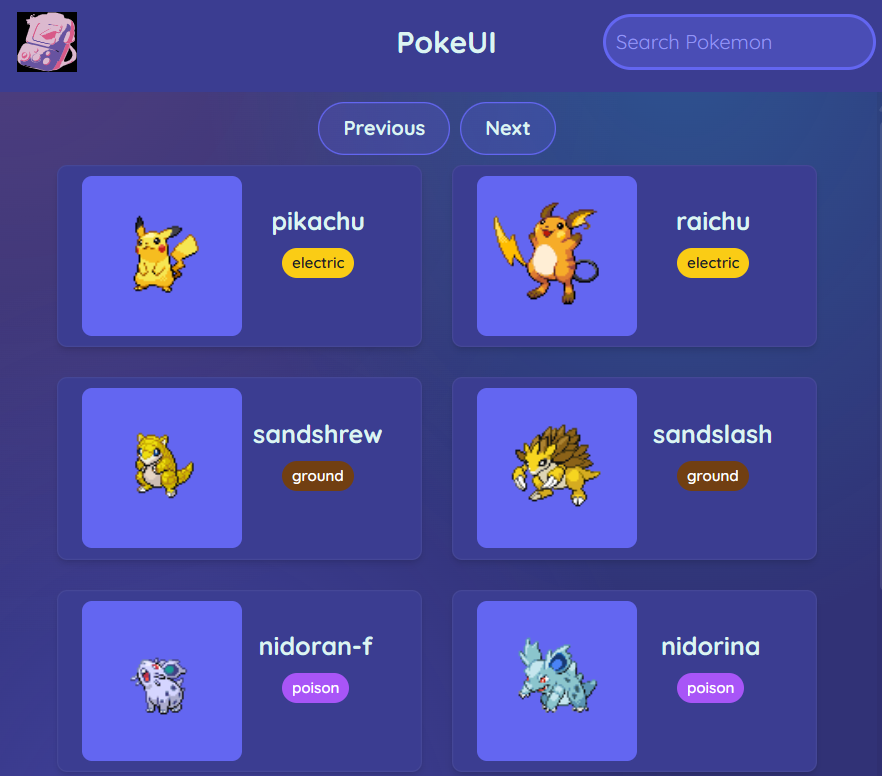 PokeUI
Search Pokemon
Previous
Next
pikachu
electric
raichu
electric
sandshrew
ground
sandslash
ground
nidoran-f
poison
nidorina
poison